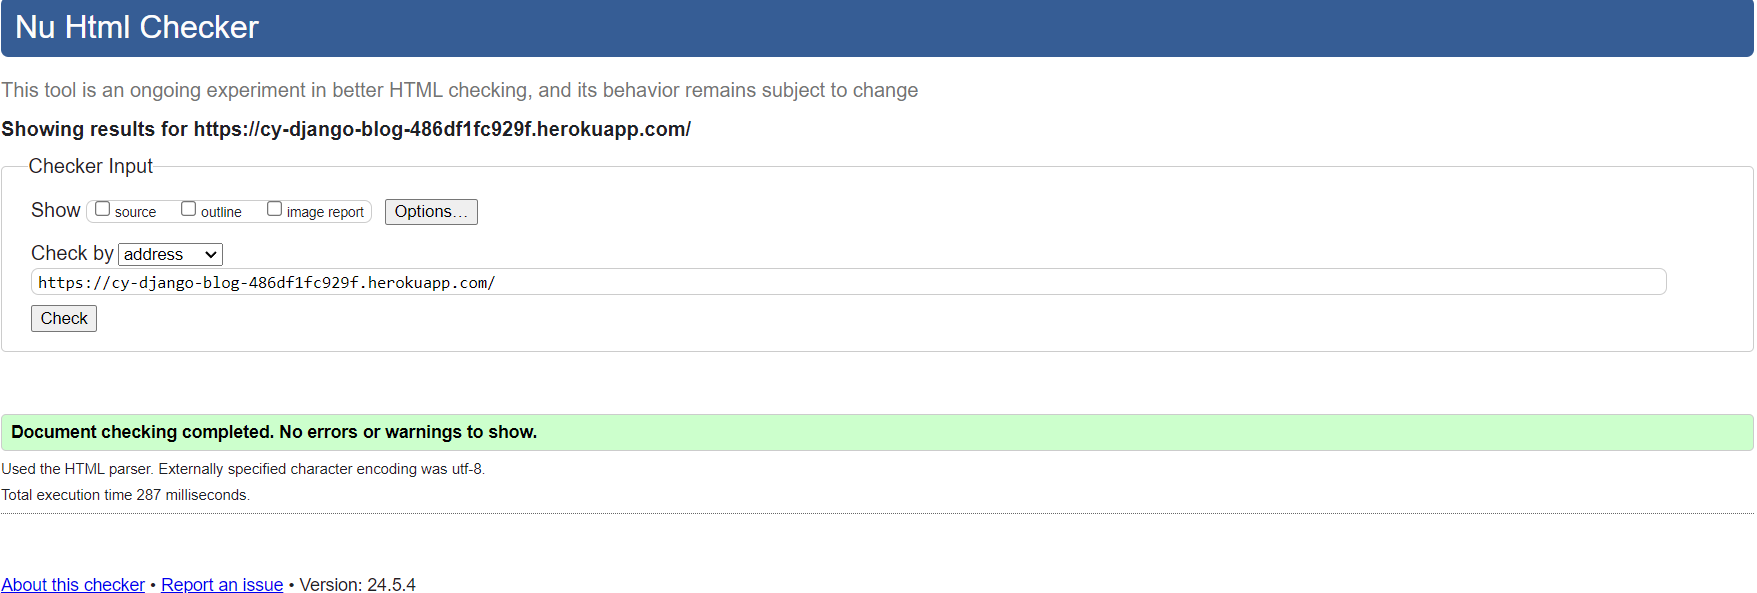 Nu Html Checker
This tool is an ongoing experiment in better HTML checking, and its behavior remains subject to change
Showing results for https://cy-django-blog-486df1fc929f.herokuapp.com/
Checker Input
Show source outline image report Options...
Check by address
https://cy-django-blog-486df1fc929f.herokuapp.com/
Check
Document checking completed. No errors or warnings to show.
Used the HTML parser. Externally specified character encoding was utf-8.
Total execution time 287 milliseconds.
About this checker • Report an issue • Version: 24.5.4